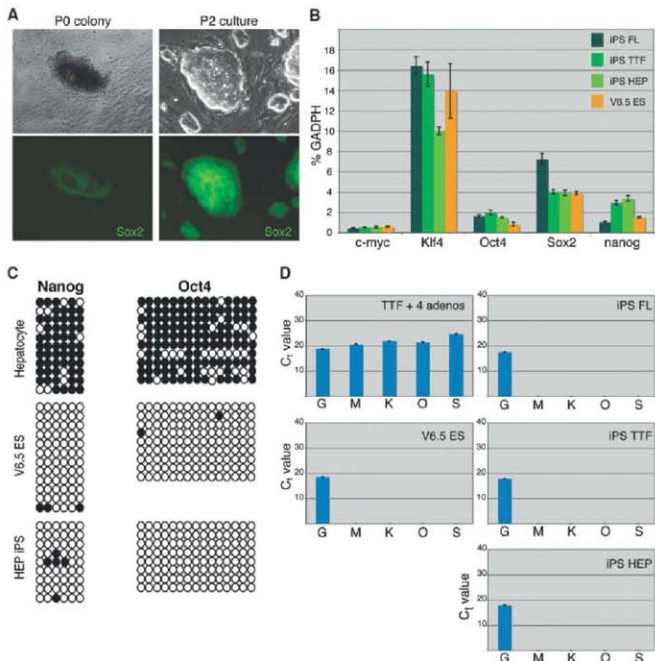 A
P0 colony
P2 culture
Sox2
Sox2
B
% GADPH
16
14
12
10
8
6
4
2
0
iPS FL
iPS TTF
iPS HEP
V6.5 ES
c-myc
Klf4
Oct4
Sox2
nanog
C
Nanog
Oct4
Hepatocyte
V6.5 ES
HEP iPS
D
TTF + 4 adenos
Ct value
40
30
20
10
G M K O S
iPS FL
40
30
20
10
G M K O S
V6.5 ES
Ct value
40
30
20
10
G M K O S
iPS TTF
40
30
20
10
G M K O S
iPS HEP
Ct value
40
30
20
10
G M K O S